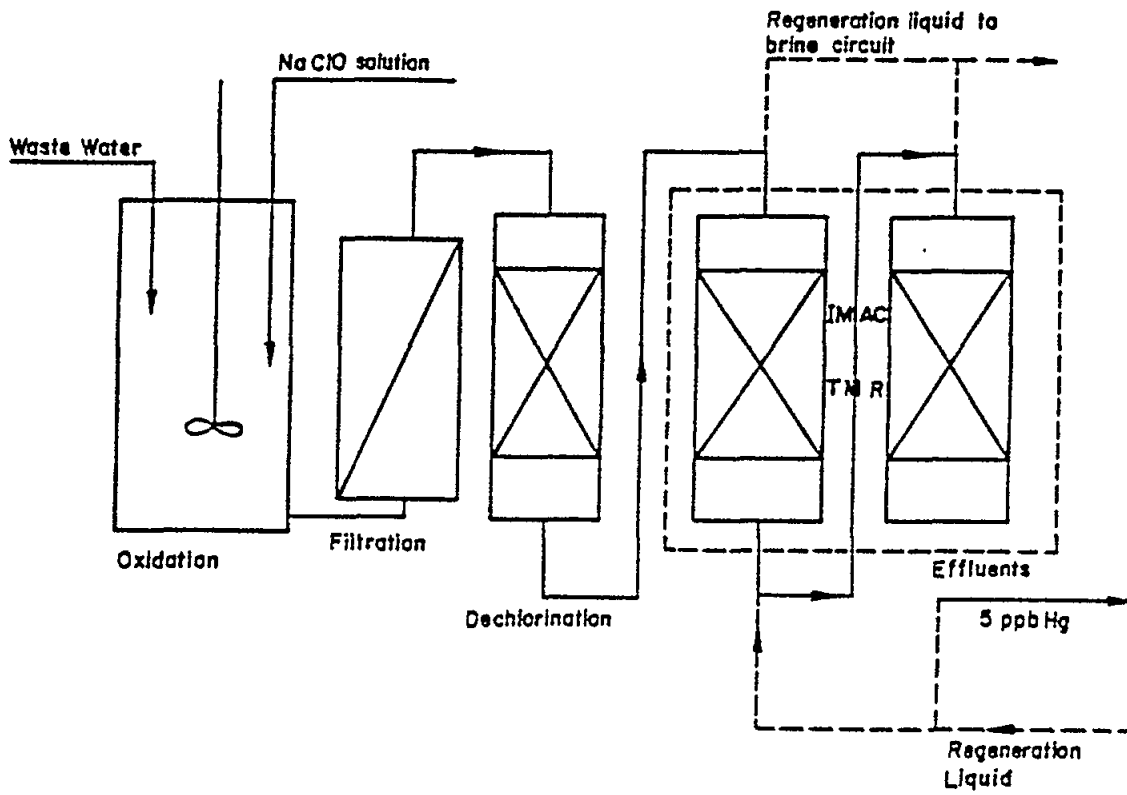 Regeneration liquid to
brine circuit
NaClO solution
Waste Water
IMAC
TMR
Oxidation
Filtration
Dechlorination
Effluents
5 ppb Hg
Regeneration
Liquid